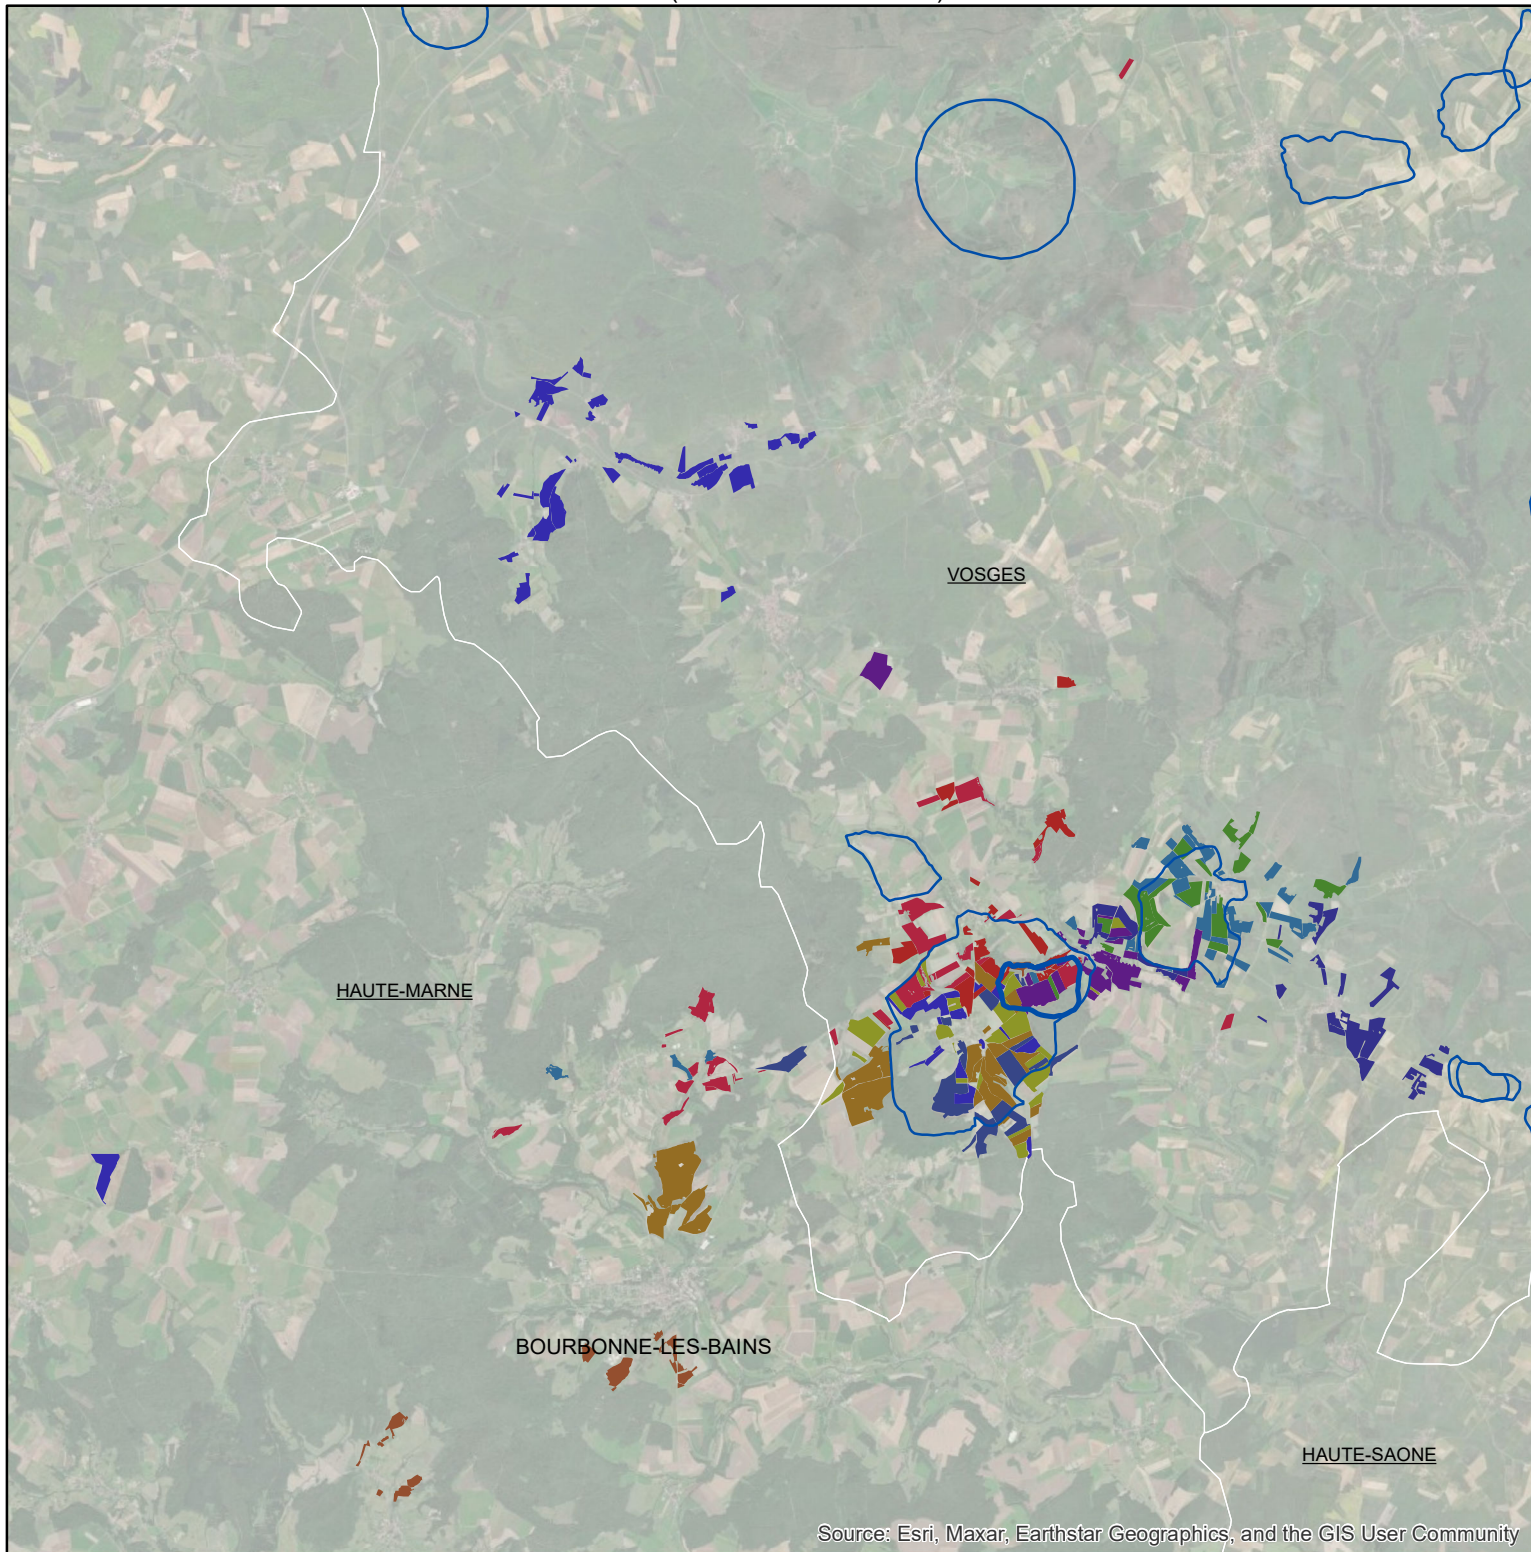 VOSGES
HAUTE-MARNE
BOURBONNE-LES-BAINS
HAUTE-SAONE
Source: Esri, Maxar, Earthstar Geographics, and the GIS User Community